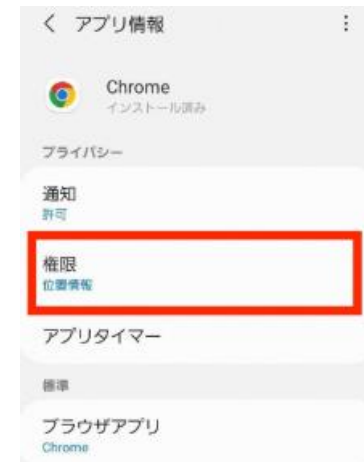 アプリ情報
Chrome
インストール済み
プライバシー
通知
許可
権限
位置情報
アプリタイマー
標準
ブラウザアプリ
Chrome